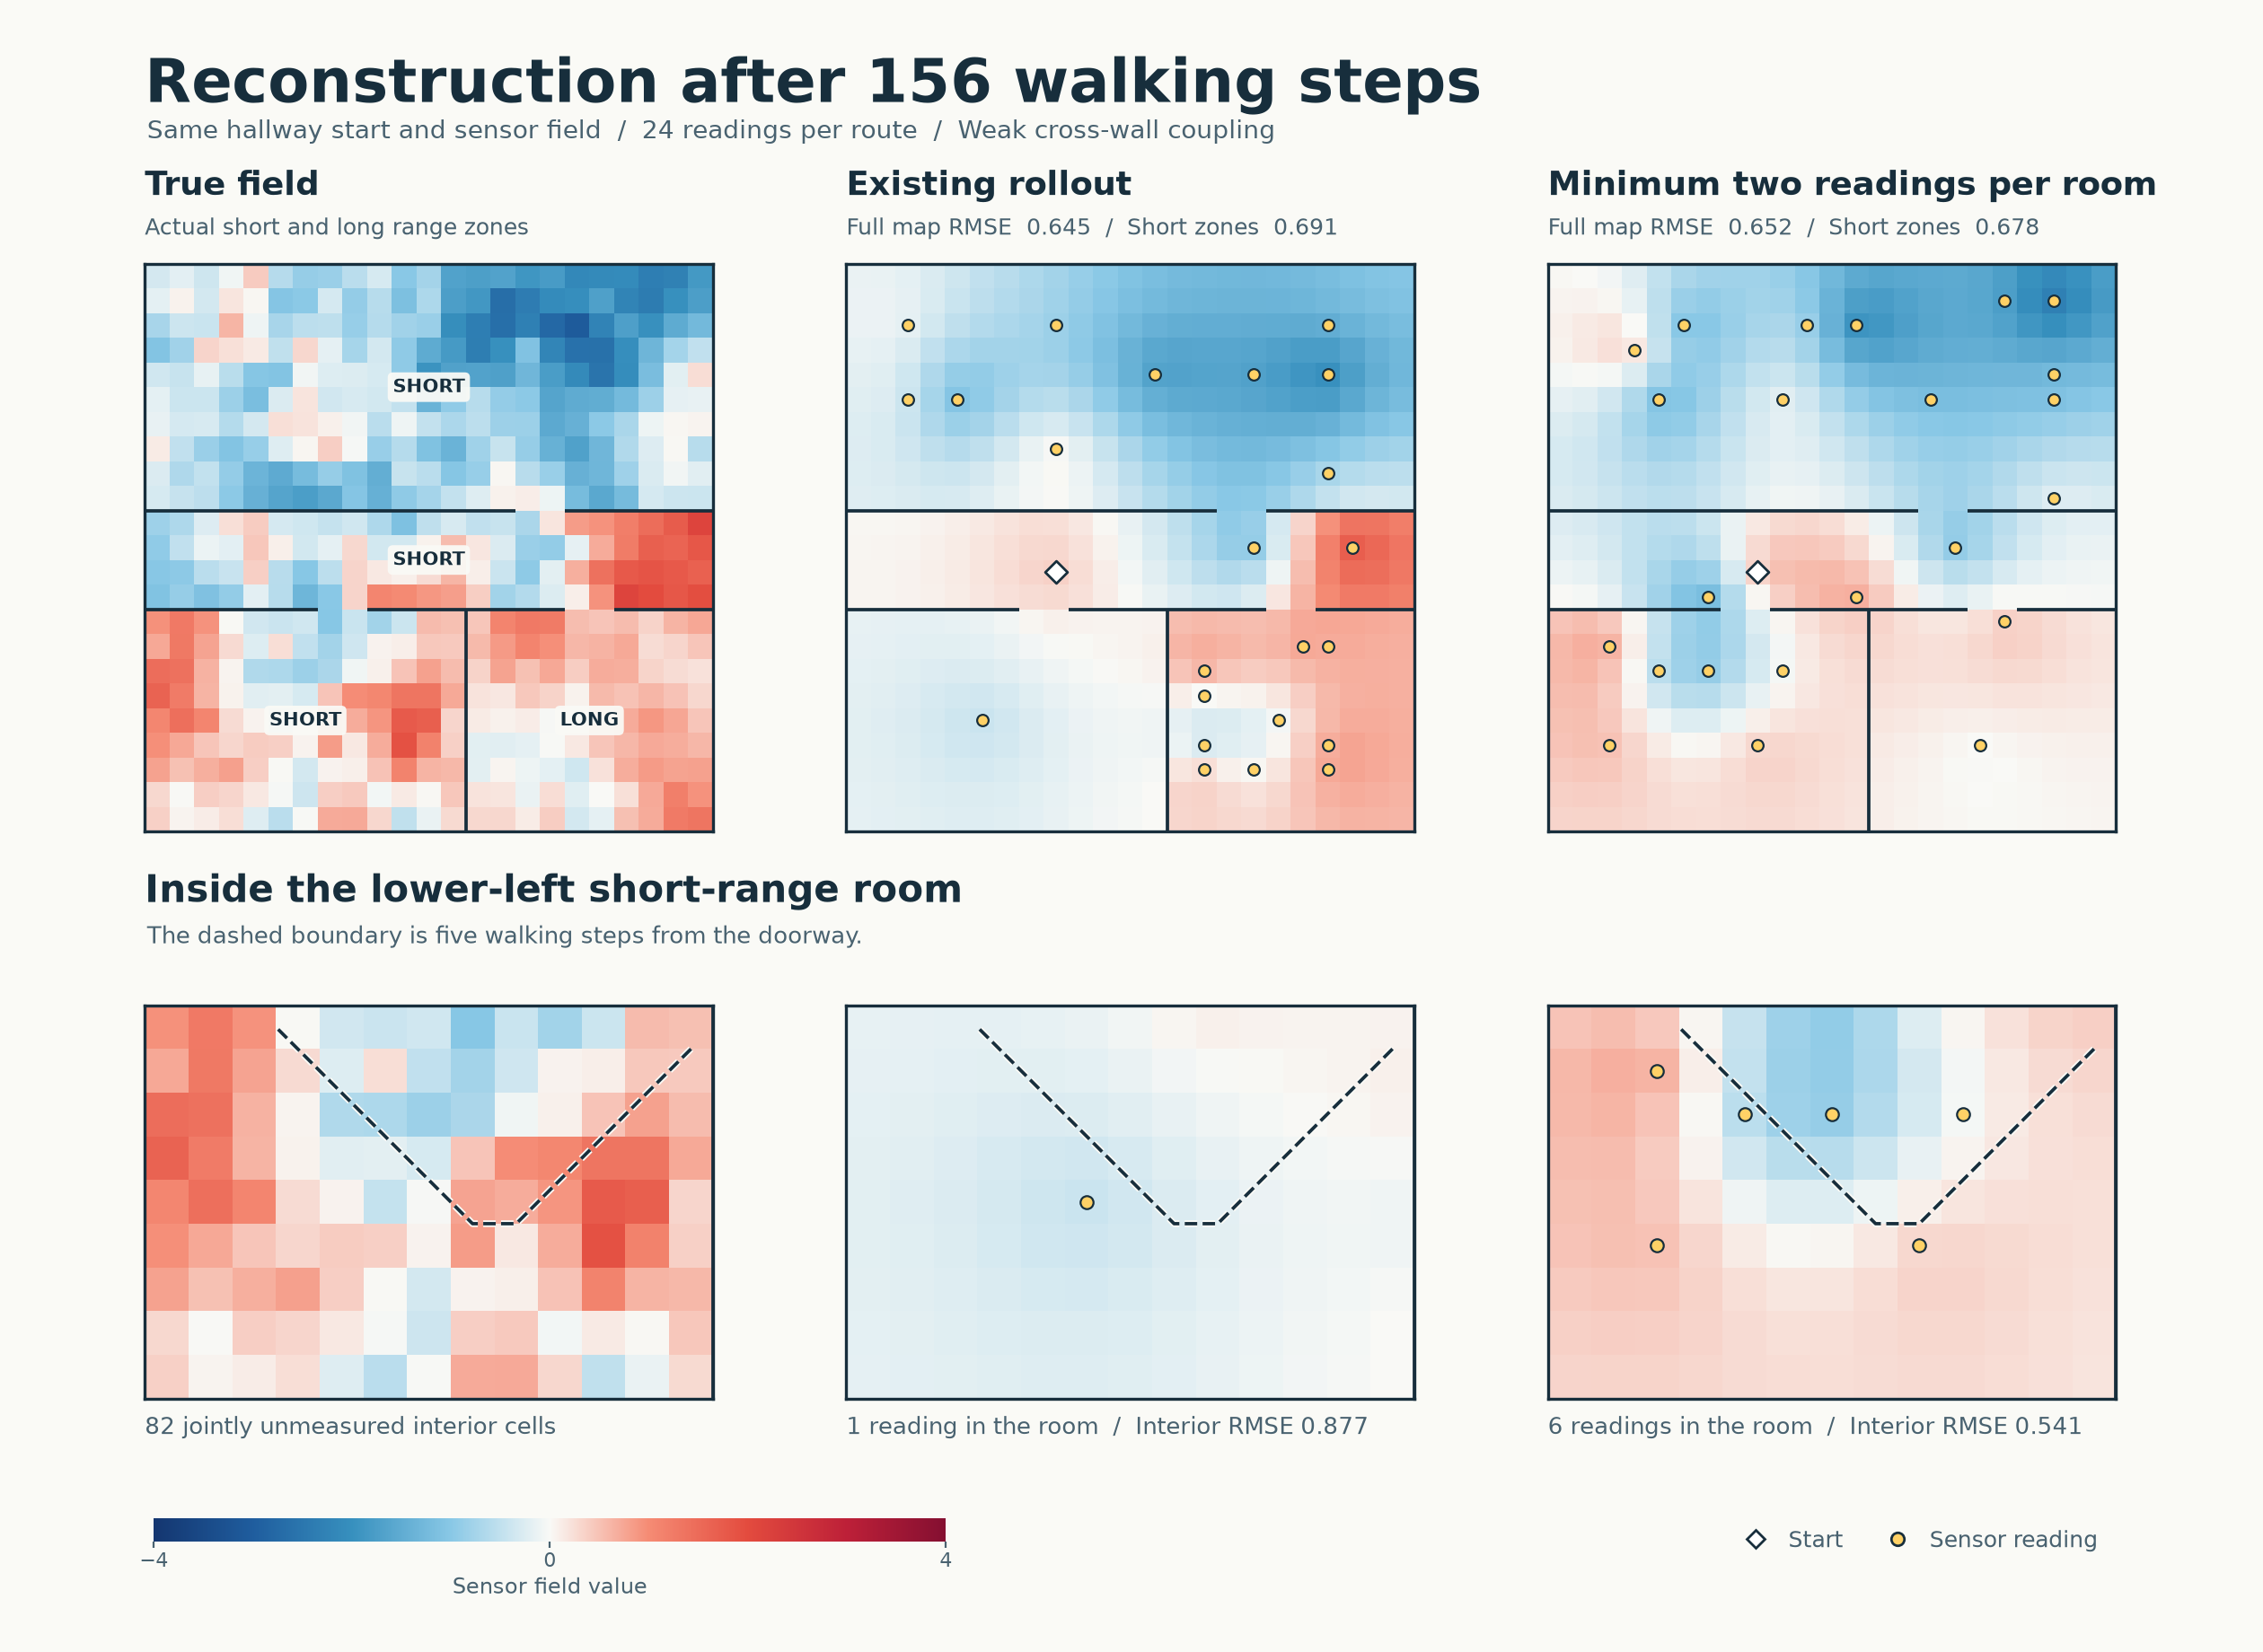 Reconstruction after 156 walking steps
Same hallway start and sensor field / 24 readings per route / Weak cross-wall coupling
True field
Actual short and long range zones
Existing rollout
Full map RMSE 0.645 / Short zones 0.691
Minimum two readings per room
Full map RMSE 0.652 / Short zones 0.678
SHORT
SHORT
SHORT
LONG
Inside the lower-left short-range room
The dashed boundary is five walking steps from the doorway.
82 jointly unmeasured interior cells
1 reading in the room / Interior RMSE 0.877
6 readings in the room / Interior RMSE 0.541
−4
0
4
Sensor field value
Start
Sensor reading